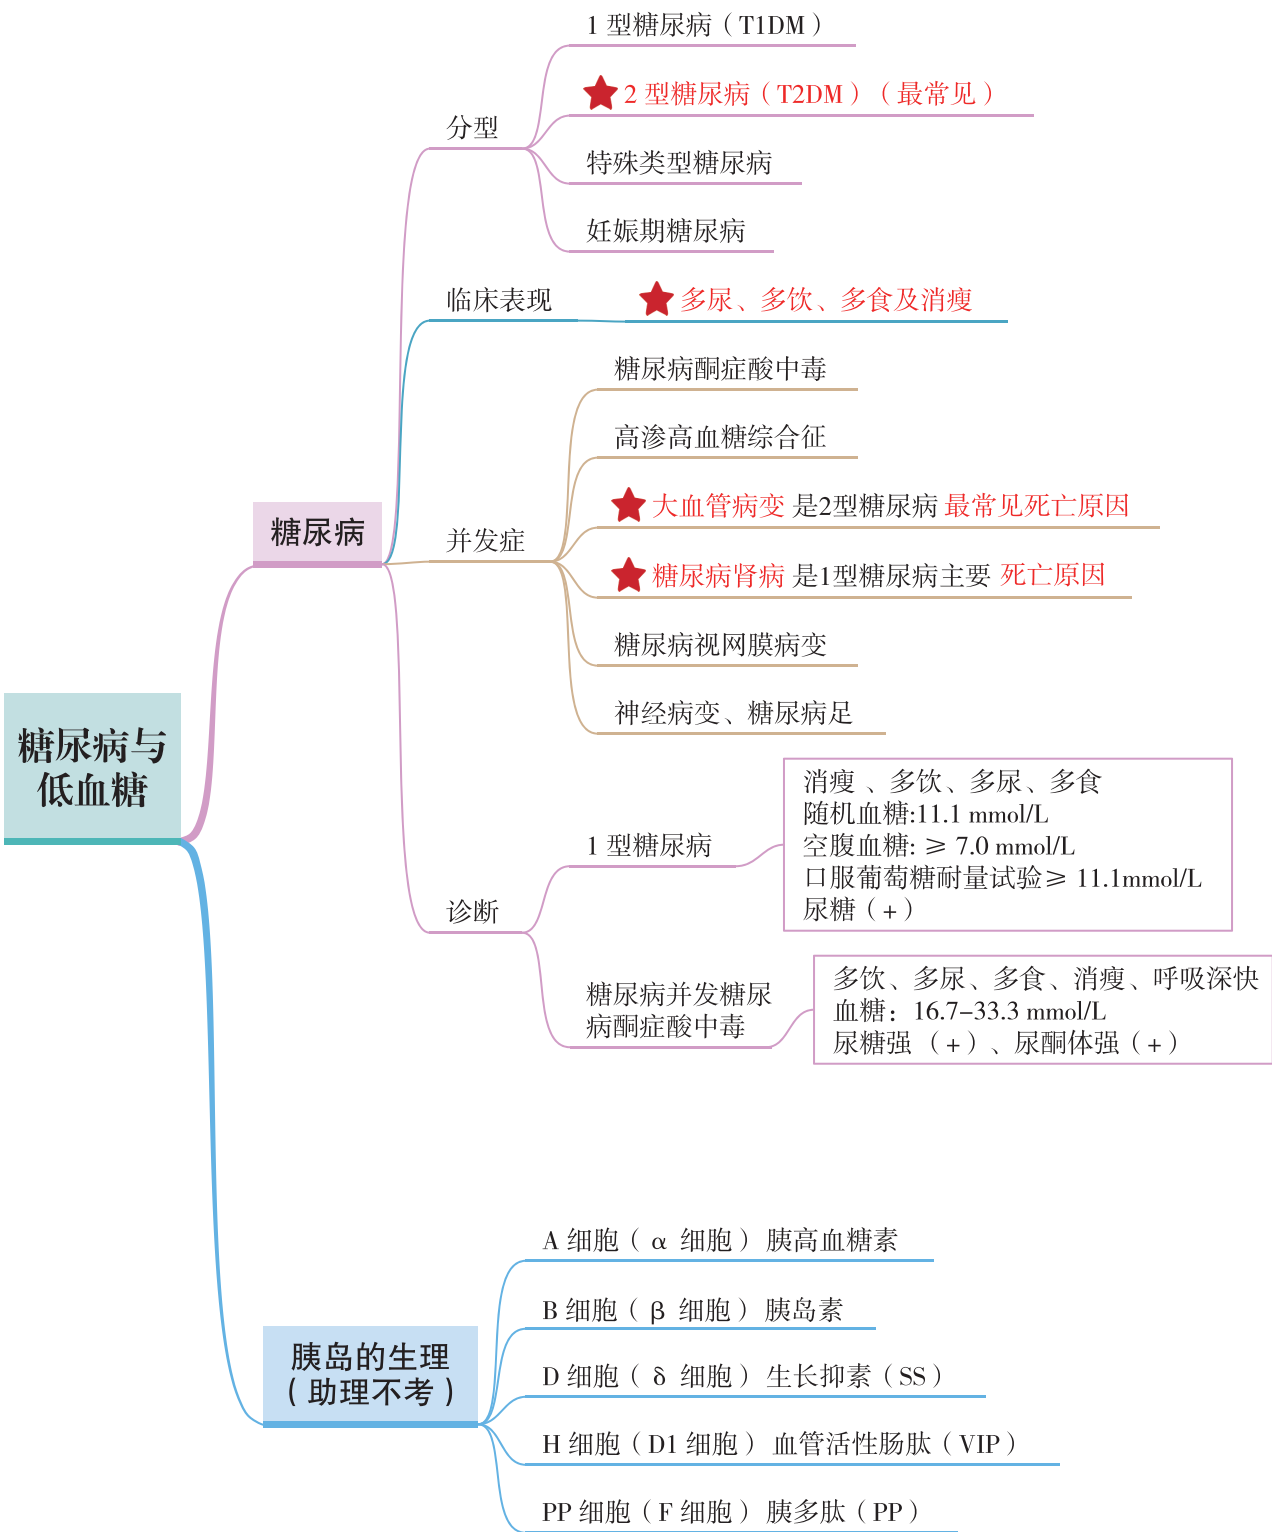 糖尿病与
低血糖
糖尿病
分型
1 型糖尿病（T1DM）
2 型糖尿病（T2DM）（最常见）
特殊类型糖尿病
妊娠期糖尿病
临床表现
多尿、多饮、多食及消瘦
并发症
糖尿病酮症酸中毒
高渗高血糖综合征
大血管病变 是2型糖尿病 最常见死亡原因
糖尿病肾病 是1型糖尿病主要 死亡原因
糖尿病视网膜病变
神经病变、糖尿病足
诊断
1 型糖尿病
消瘦 、多饮、多尿、多食
随机血糖:11.1 mmol/L
空腹血糖: ≥ 7.0 mmol/L
口服葡萄糖耐量试验≥ 11.1mmol/L
尿糖（+）
糖尿病并发糖尿
病酮症酸中毒
多饮、多尿、多食、消瘦、呼吸深快
血糖：16.7–33.3 mmol/L
尿糖强 （+）、尿酮体强（+）
胰岛的生理
（助理不考）
A 细胞（ α 细胞） 胰高血糖素
B 细胞（ β 细胞） 胰岛素
D 细胞（ δ 细胞） 生长抑素（SS）
H 细胞（D1 细胞） 血管活性肠肽（VIP）
PP 细胞（F 细胞） 胰多肽（PP）